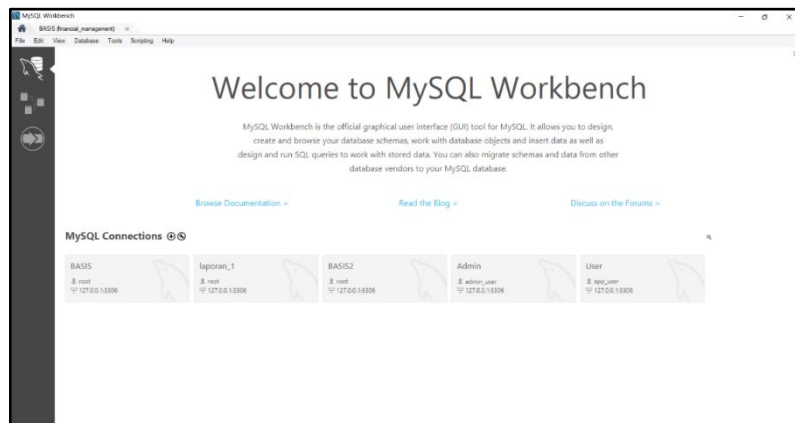 MySQL Workbench
BASIS (financial_management) ×
File Edit View Database Tools Scripting Help
Welcome to MySQL Workbench
MySQL Workbench is the official graphical user interface (GUI) tool for MySQL. It allows you to design,
create and browse your database schemas, work with database objects and insert data as well as
design and run SQL queries to work with stored data. You can also migrate schemas and data from other
database vendors to your MySQL database.
Browse Documentation > Read the Blog > Discuss on the Forums >
MySQL Connections
BASIS laporan_1 BASIS2 Admin User
root root root admin_user app_user
127.0.0.1:3306 127.0.0.1:3306 127.0.0.1:3306 127.0.0.1:3306 127.0.0.1:3306